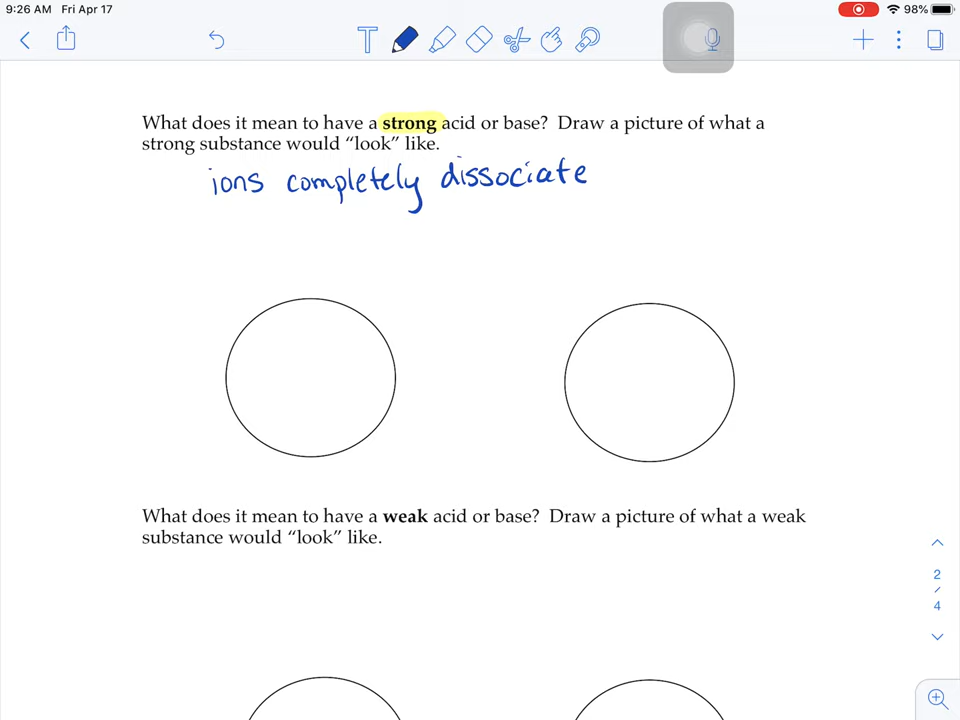 9:26 AM Fri Apr 17
98%
T
What does it mean to have a strong acid or base? Draw a picture of what a
strong substance would “look” like.
ions completely dissociate
What does it mean to have a weak acid or base? Draw a picture of what a weak
substance would “look” like.
2
/
4